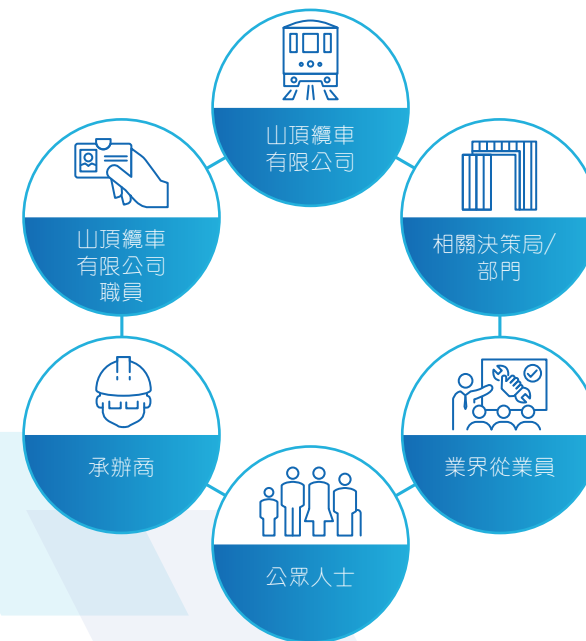 山頂纜車
有限公司
山頂纜車
有限公司
職員
相關決策局/
部門
承辦商
業界從業員
公眾人士